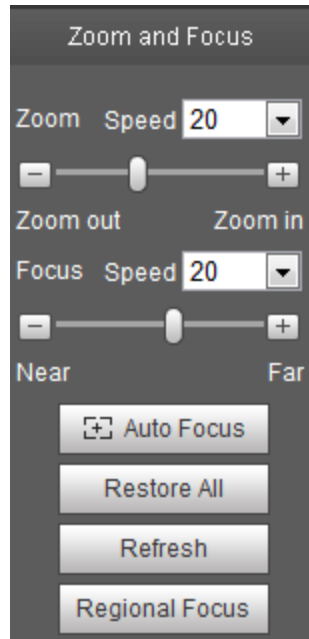 Zoom and Focus
Zoom Speed 20
Zoom out Zoom in
Focus Speed 20
Near Far
Auto Focus
Restore All
Refresh
Regional Focus